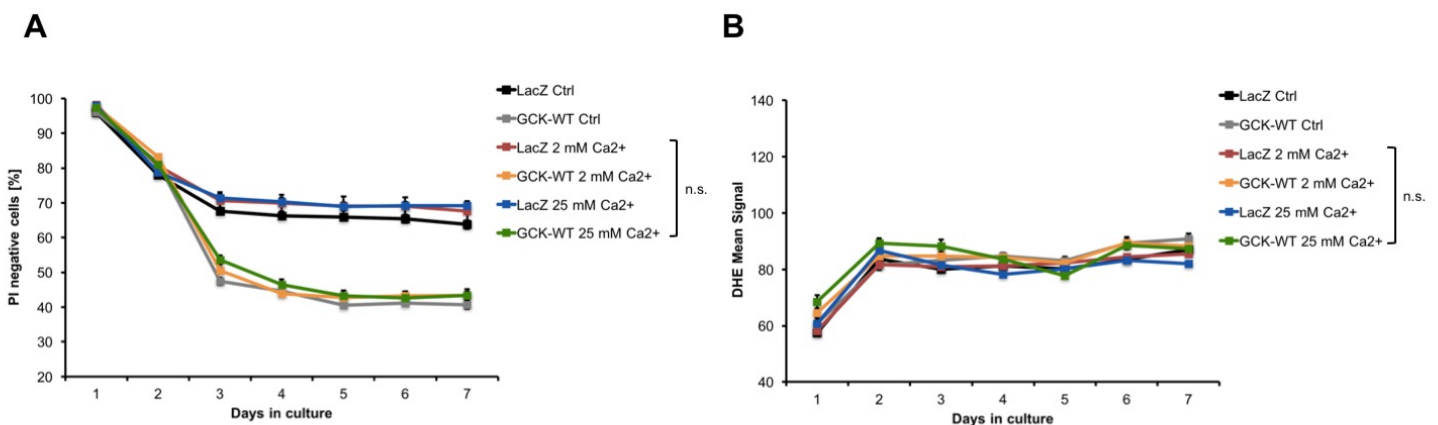 A
PI negative cells [%]
100
90
80
70
60
50
40
30
20
1 2 3 4 5 6 7
Days in culture
LacZ Ctrl
GCK-WT Ctrl
LacZ 2 mM Ca2+
GCK-WT 2 mM Ca2+
LacZ 25 mM Ca2+
GCK-WT 25 mM Ca2+
n.s.
B
DHE Mean Signal
140
120
100
80
60
40
1 2 3 4 5 6 7
Days in culture
LacZ Ctrl
GCK-WT Ctrl
LacZ 2 mM Ca2+
GCK-WT 2 mM Ca2+
LacZ 25 mM Ca2+
GCK-WT 25 mM Ca2+
n.s.